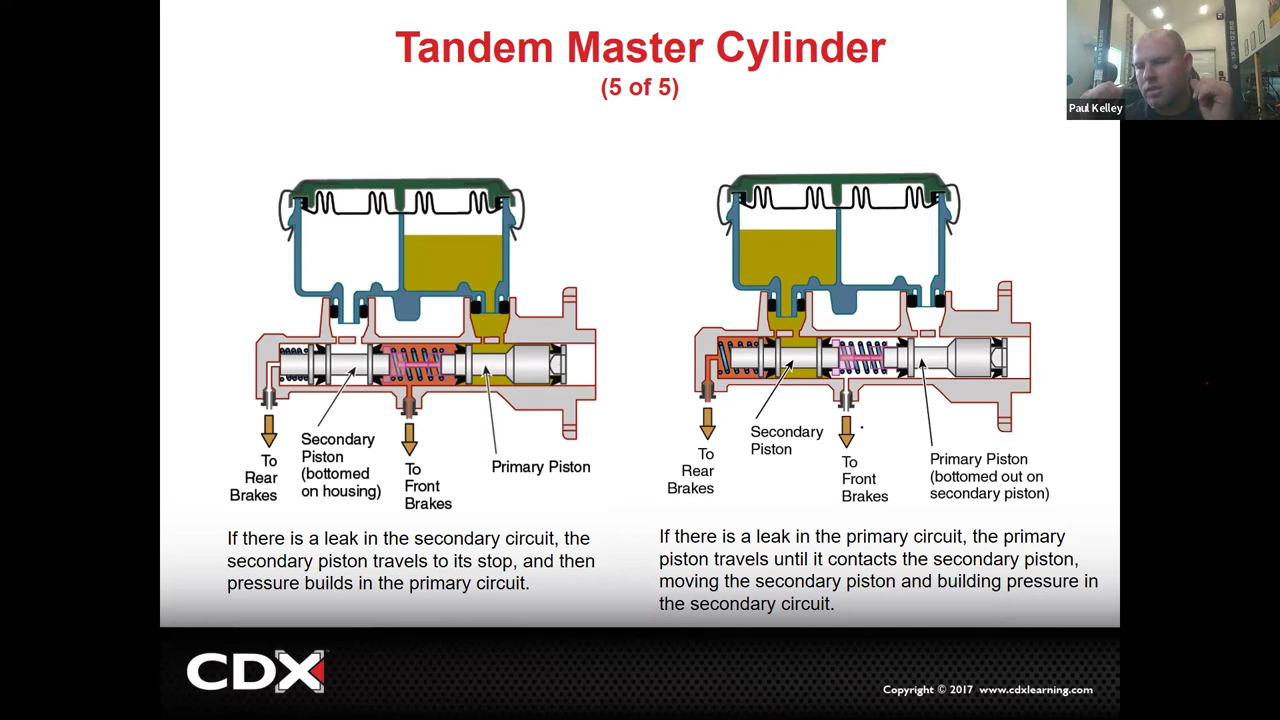 Tandem Master Cylinder
(5 of 5)
Paul Kelley
To
Rear
Brakes
Secondary
Piston
(bottomed
on housing)
To
Front
Brakes
Primary Piston
To
Rear
Brakes
Secondary
Piston
To
Front
Brakes
Primary Piston
(bottomed out on
secondary piston)
If there is a leak in the secondary circuit, the
secondary piston travels to its stop, and then
pressure builds in the primary circuit.
If there is a leak in the primary circuit, the primary
piston travels until it contacts the secondary piston,
moving the secondary piston and building pressure in
the secondary circuit.
CDX
Copyright © 2017 www.cdxlearning.com